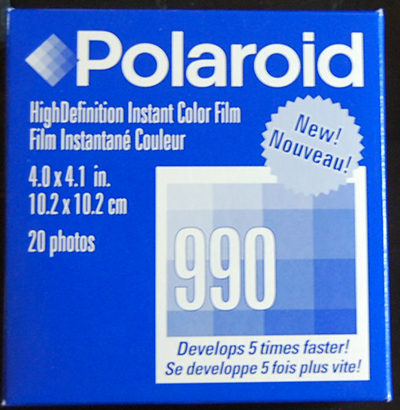 Polaroid
HighDefinition Instant Color Film
Film Instantané Couleur
New!
Nouveau!
4.0 x 4.1 in.
10.2 x 10.2 cm
20 photos
990
Develops 5 times faster!
Se developpe 5 fois plus vite!